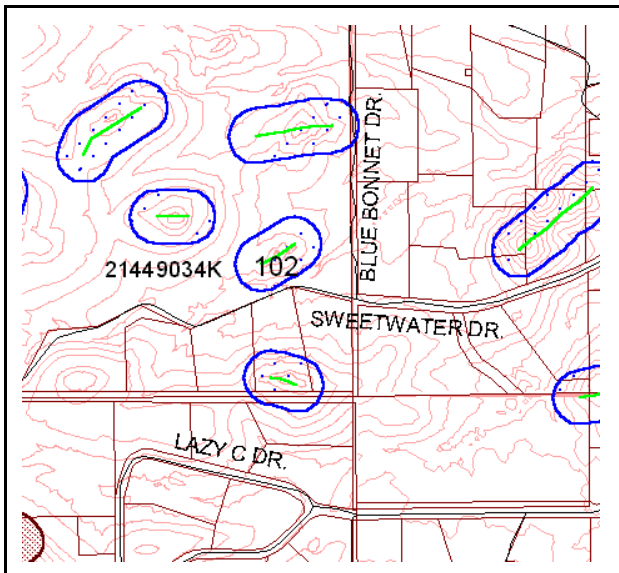 BLUE BONNET DR.
21449034K
102
SWEETWATER DR.
LAZY C DR.